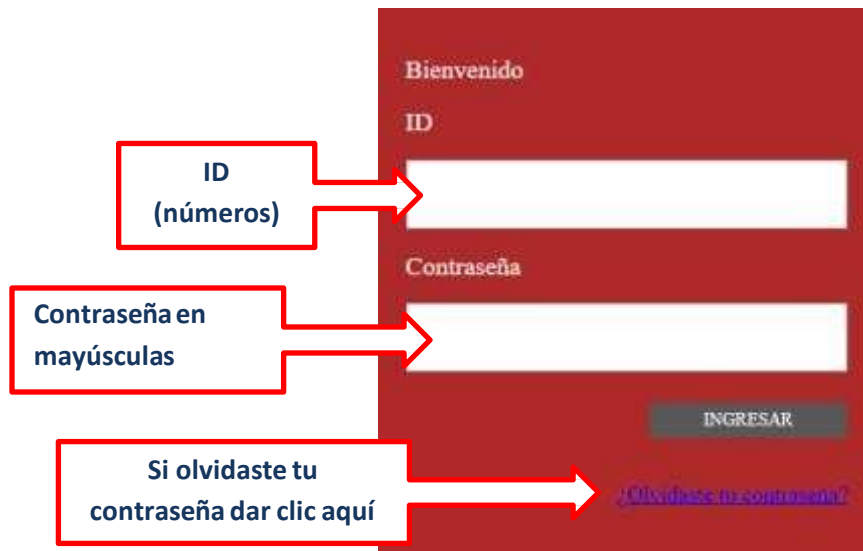 Bienvenido
ID
ID
(números)
Contraseña
Contraseña en
mayúsculas
INGRESAR
Si olvidaste tu
contraseña dar clic aquí
¿Olvidaste tu contraseña?